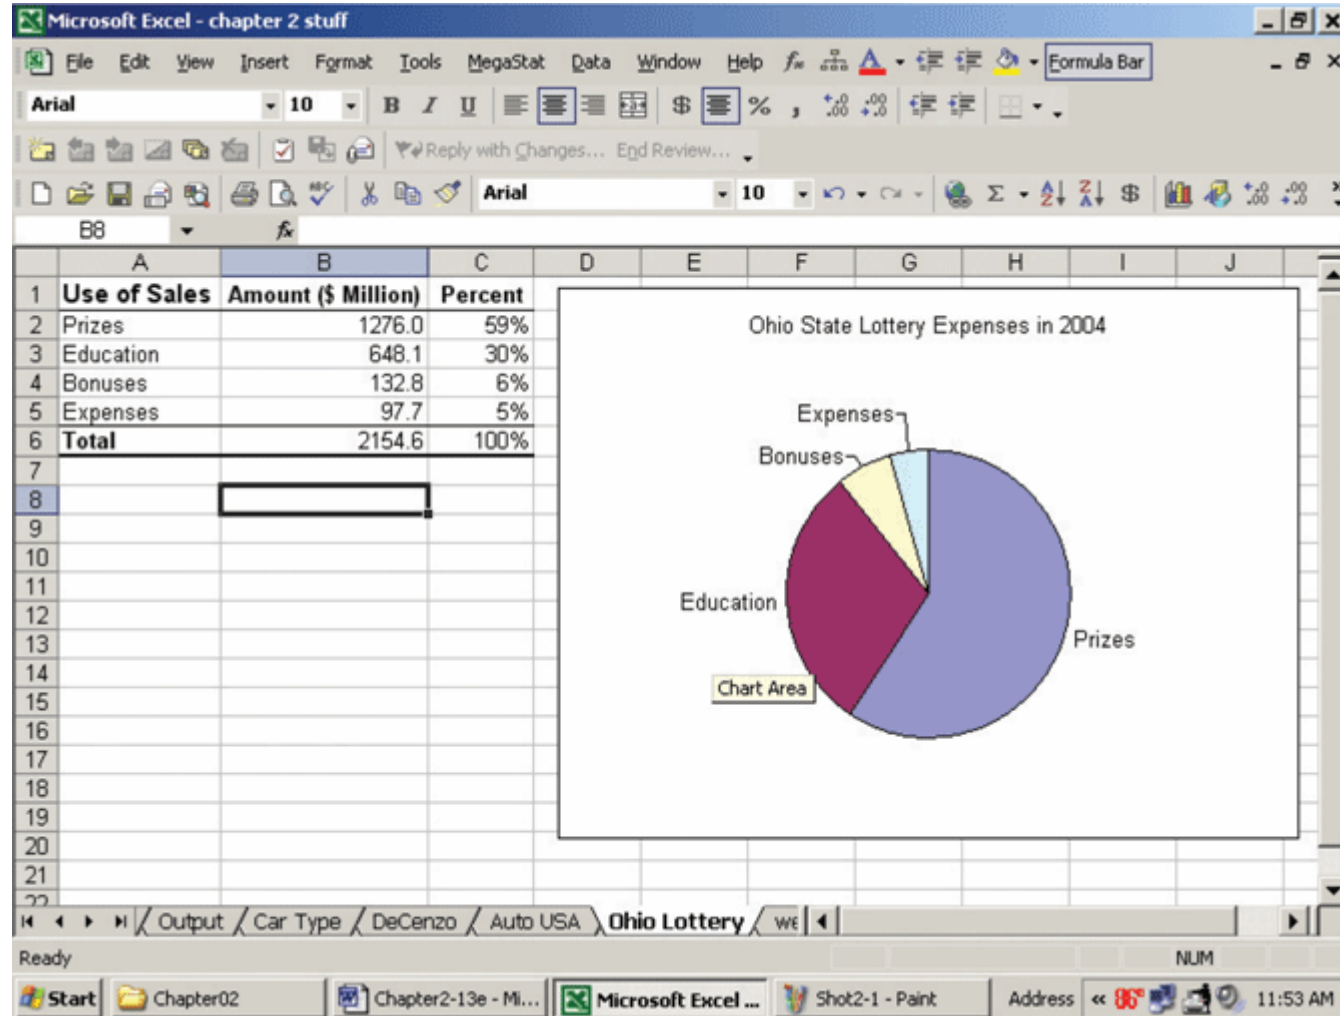 Microsoft Excel - chapter 2 stuff
File Edit View Insert Format Tools MegaStat Data Window Help Formula Bar
Arial 10 B I U $ % ,
Reply with Changes... End Review...
Arial 10 Σ $
B8 fx
A B C D E F G H I J
1 Use of Sales Amount ($ Million) Percent
2 Prizes 1276.0 59%
3 Education 648.1 30%
4 Bonuses 132.8 6%
5 Expenses 97.7 5%
6 Total 2154.6 100%
7
8
9
10
11
12
13
14
15
16
17
18
19
20
21
22
Ohio State Lottery Expenses in 2004
Expenses
Bonuses
Education
Prizes
Chart Area
Output Car Type DeCenzo Auto USA Ohio Lottery we
Ready NUM
Start Chapter02 Chapter2-13e - Mi... Microsoft Excel ... Shot2-1 - Paint Address « 86° 11:53 AM